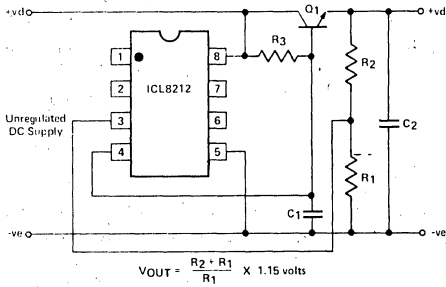 +vd
Q1
+vd
1
8
R3
R2
2
ICL8212
7
Unregulated
DC Supply
3
6
C2
4
5
R1
C1
-ve
-ve
VOUT = R2 + R1 / R1 X 1.15 volts